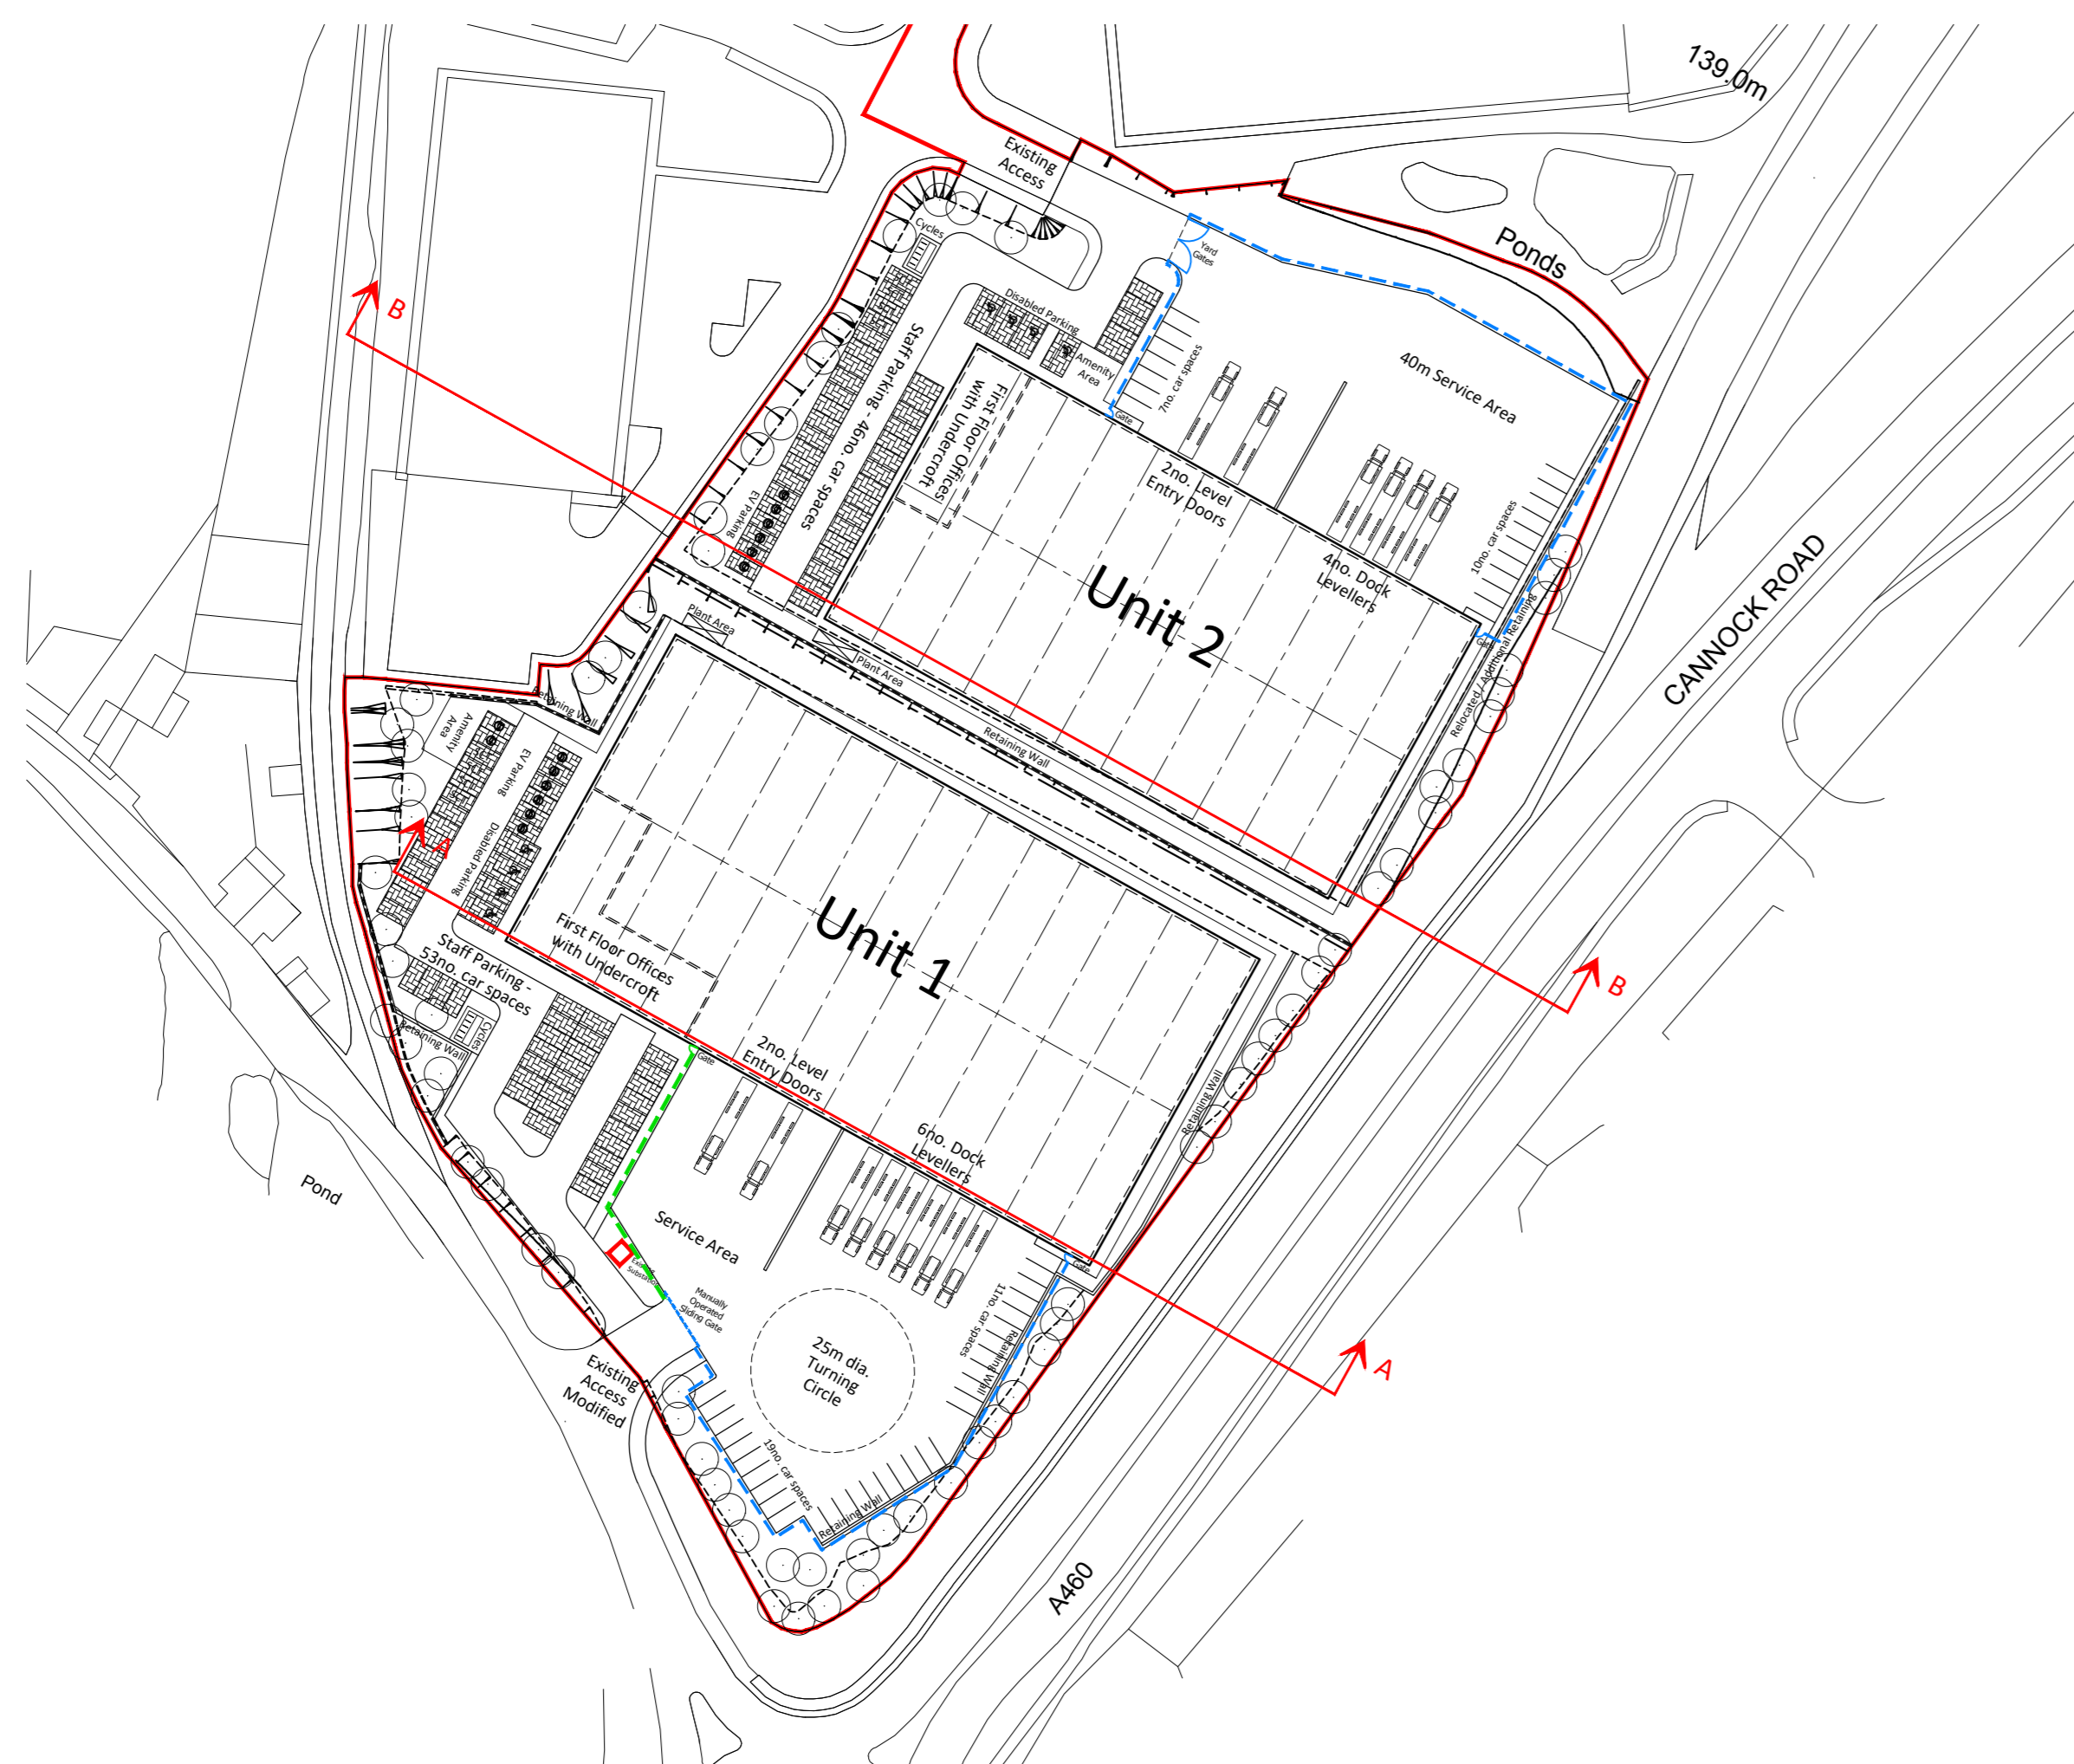 139.0m
Existing
Access
Ponds
Cycles
Yard
Gates
Disabled Parking
Amenity
Area
7no. car spaces
40m Service Area
B
Staff Parking - 46no. car spaces
First Floor Offices
with Undercroft
Gate
2no. Level
Entry Doors
EV Parking
10no. car spaces
4no. Dock
Levellers
Unit 2
CANNOCK ROAD
Plant Area
Plant Area
Gate
Relocated / Additional Retaining
Retaining Wall
Retaining Wall
Amenity
Area
EV Parking
Disabled Parking
A
Unit 1
First Floor Offices
with Undercroft
Staff Parking -
53no. car spaces
B
Cycles
Retaining Wall
Gate
2no. Level
Entry Doors
Retaining Wall
6no. Dock
Levellers
Pond
Service Area
Existing
Substation
Gate
Manually
Operated
Sliding Gate
11no. car spaces
Retaining Wall
25m dia.
Turning
Circle
A
Existing
Access
Modified
19no. car spaces
Retaining Wall
A460